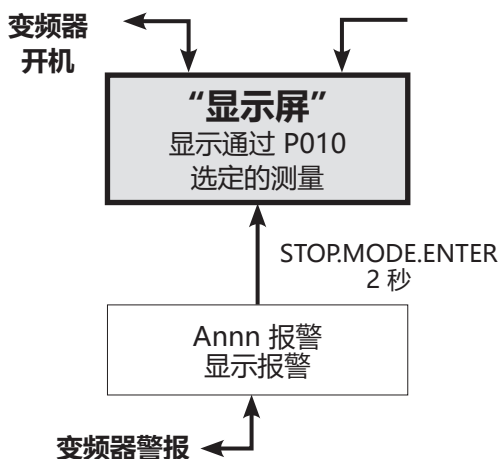 变频器
开机
“显示屏”
显示通过 P010
选定的测量
STOP.MODE.ENTER
2 秒
Annn 报警
显示报警
变频器警报